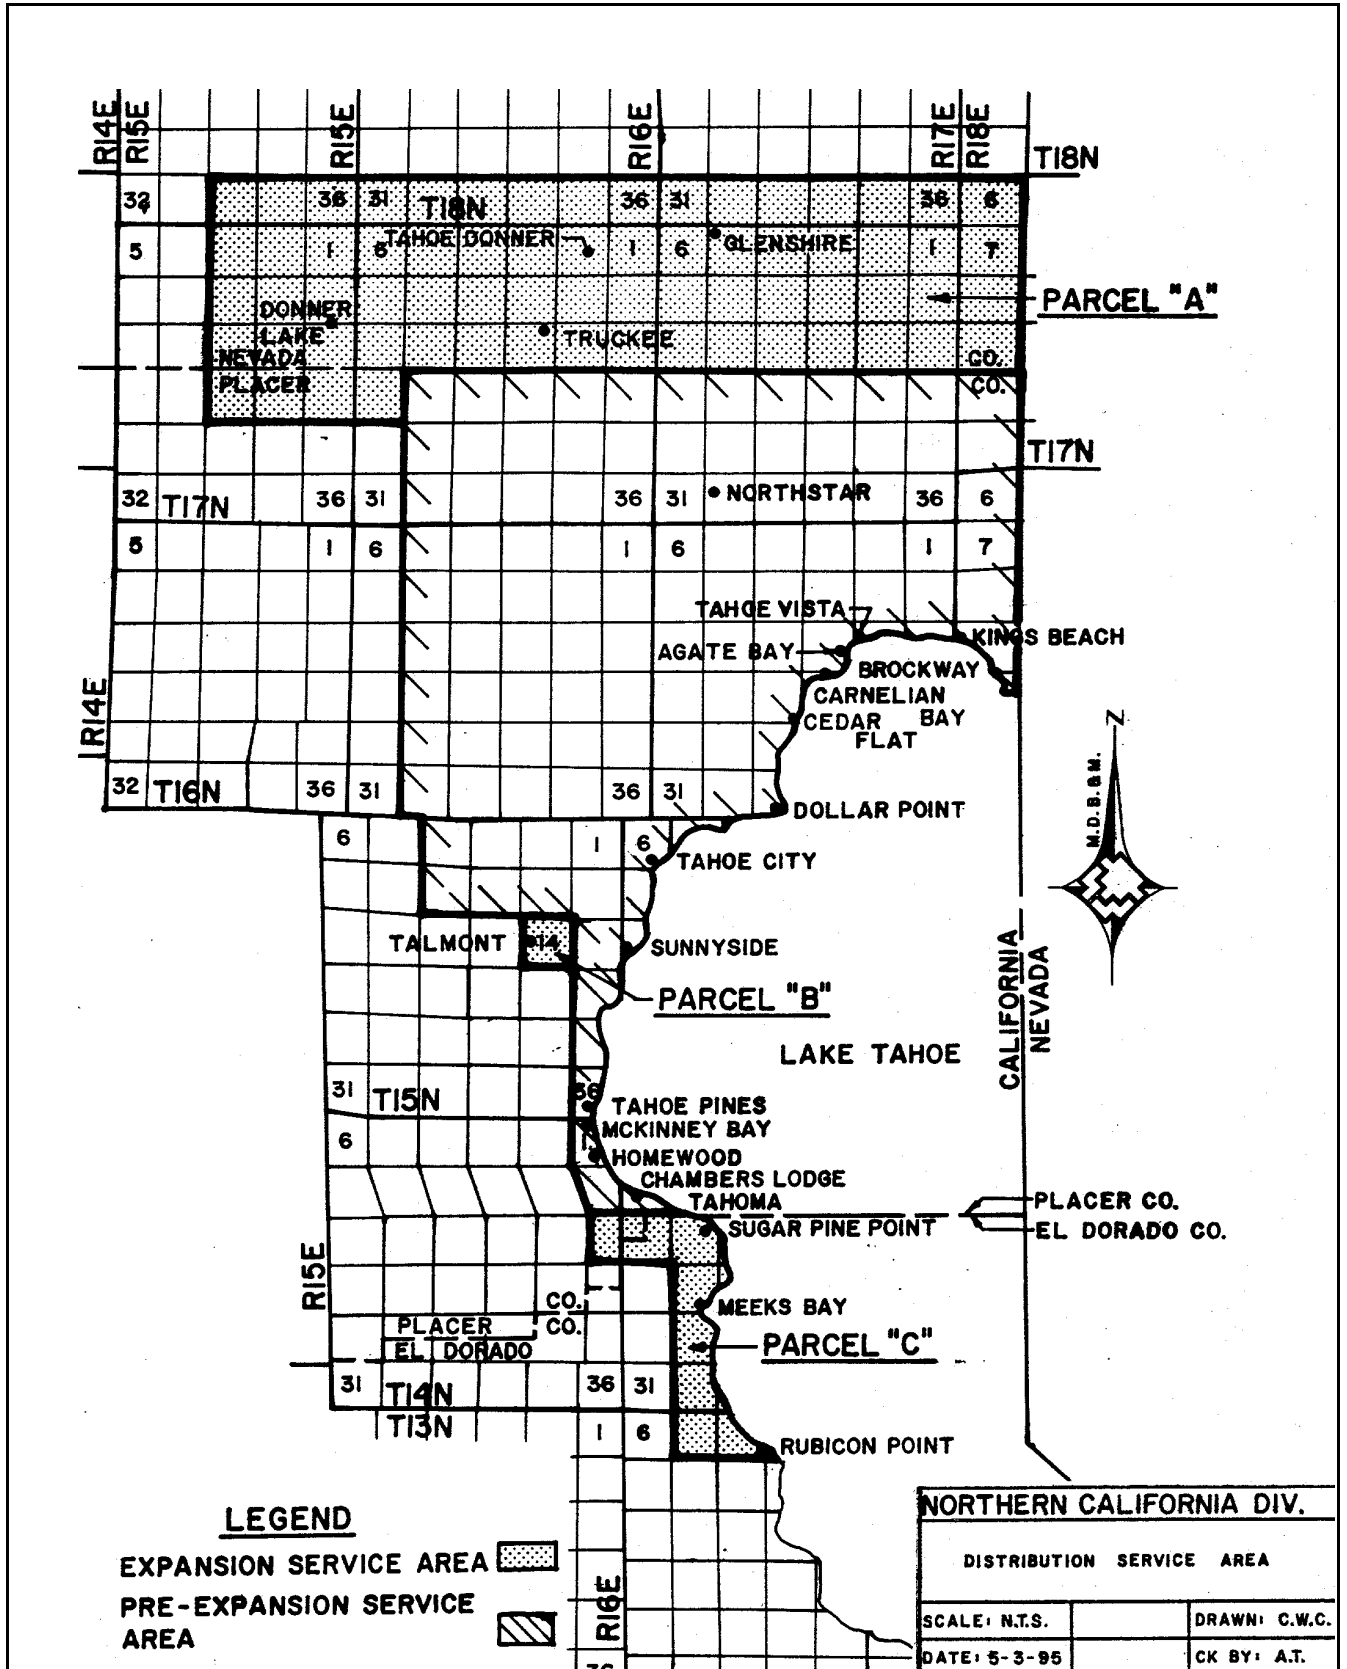 R14E R15E R15E R16E R17E R18E
T18N
32 36 31 T18N 36 31 36 6
5 1 6 TAHOE DONNER 1 6 GLENSHIRE 1 7
PARCEL "A"
DONNER
LAKE TRUCKEE
NEVADA CO.
PLACER CO.
T17N
32 T17N 36 31 36 31 NORTHSTAR 36 6
5 1 6 1 6 1 7
TAHOE VISTA
KINGS BEACH
AGATE BAY
BROCKWAY
CARNELIAN
BAY
CEDAR
FLAT
R14E
N
M.D.B.&M.
32 T16N 36 31 36 31
DOLLAR POINT
6 1 6
TAHOE CITY
TALMONT 14 SUNNYSIDE
PARCEL "B"
CALIFORNIA
NEVADA
LAKE TAHOE
31 T15N 36
TAHOE PINES
6 MCKINNEY BAY
1 HOMEWOOD
CHAMBERS LODGE
TAHOMA
PLACER CO.
SUGAR PINE POINT
EL DORADO CO.
R15E
CO.
MEEKS BAY
PLACER CO.
EL DORADO
PARCEL "C"
31 T14N 36 31
T13N 1 6
RUBICON POINT
LEGEND
EXPANSION SERVICE AREA
PRE-EXPANSION SERVICE
AREA
R16E
36
NORTHERN CALIFORNIA DIV.
DISTRIBUTION SERVICE AREA
SCALE: N.T.S. DRAWN: C.W.C.
DATE: 5-3-95 CK BY: A.T.